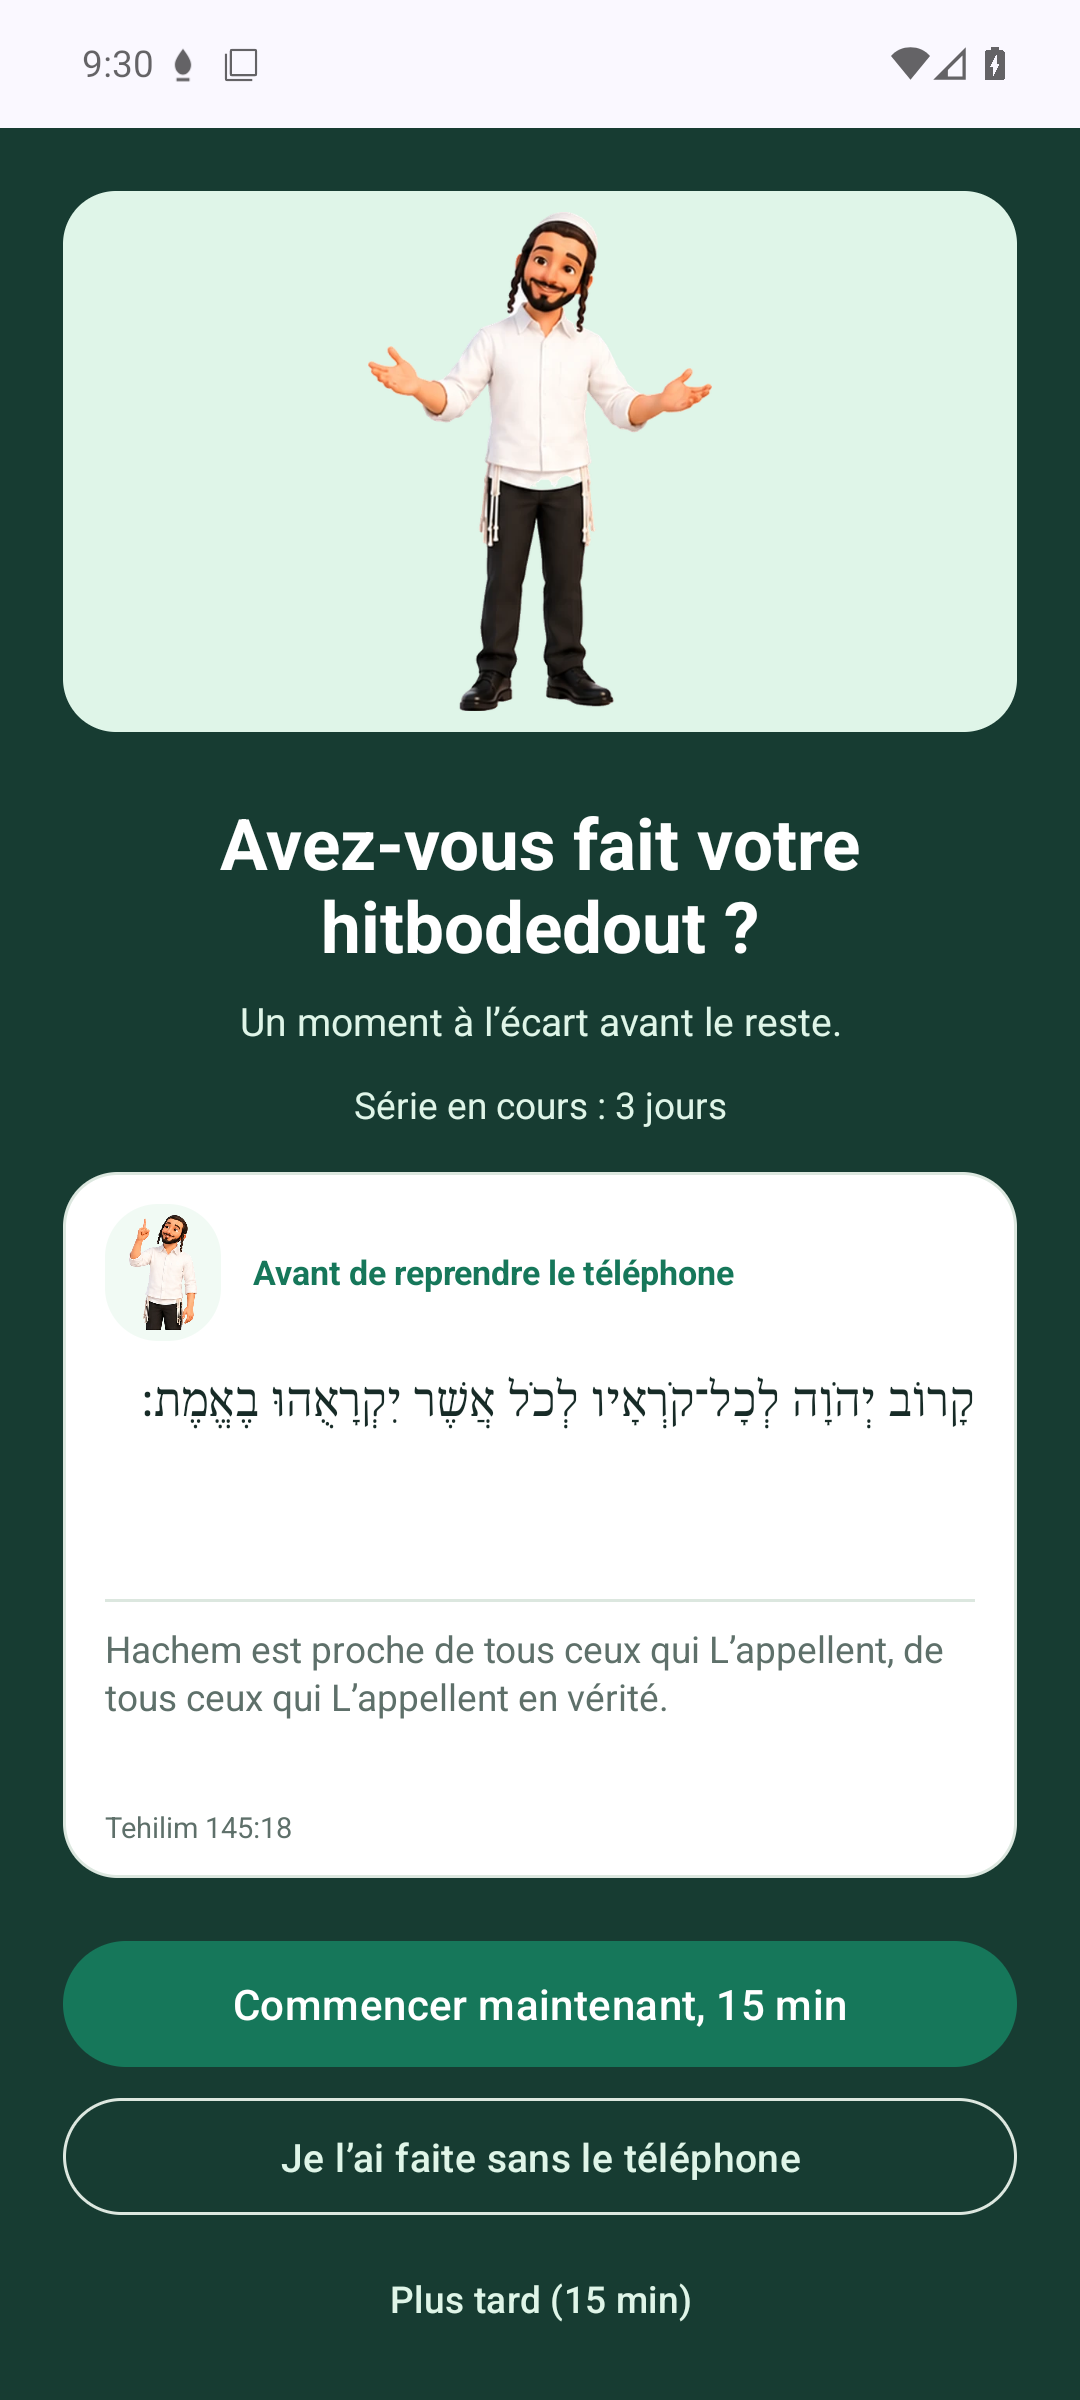 9:30
Avez-vous fait votre
hitbodedout ?
Un moment à l’écart avant le reste.
Série en cours : 3 jours
Avant de reprendre le téléphone
קָרוֹב יְהֹוָה לְכׇל־קֹרְאָיו לְכֹל אֲשֶׁר יִקְרָאֻהוּ בֶאֱמֶת׃
Hachem est proche de tous ceux qui L’appellent, de
tous ceux qui L’appellent en vérité.
Tehilim 145:18
Commencer maintenant, 15 min
Je l’ai faite sans le téléphone
Plus tard (15 min)